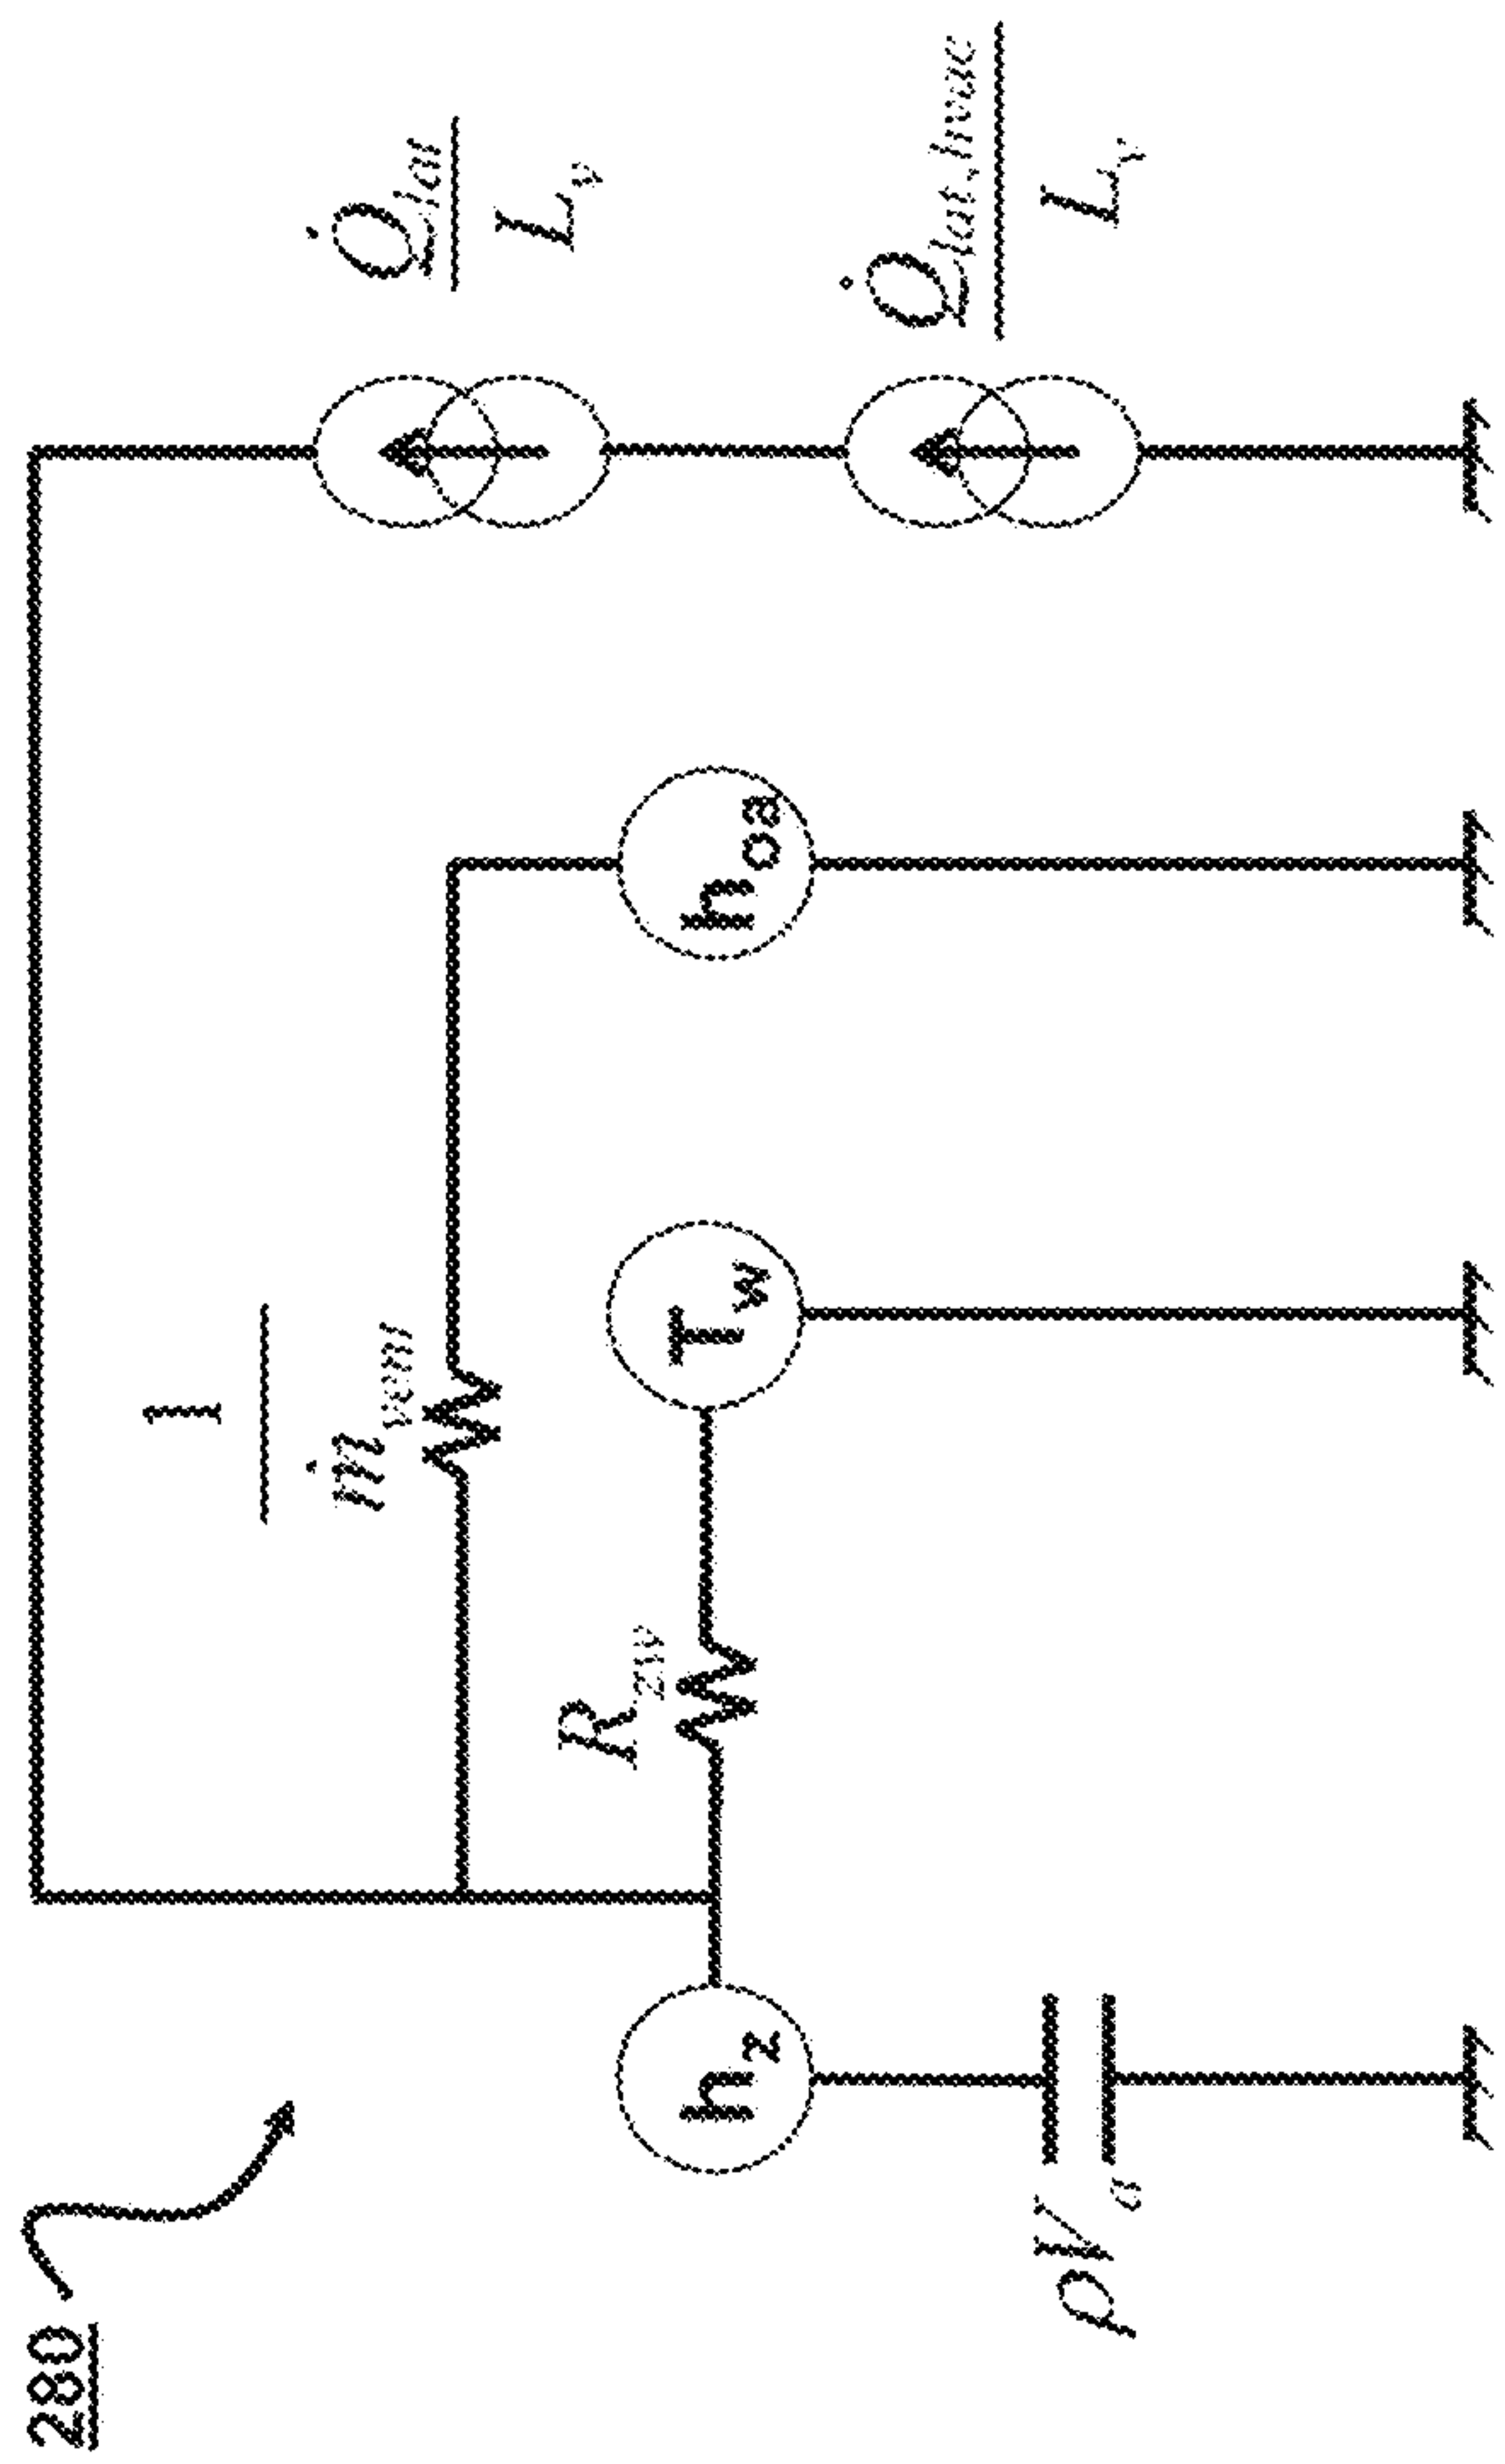 280
1
ṁ_vent
Q̇_lat
L_v
R_zw
h_z
T_w
h_oa
Q̇_lat,hvac
L_v
ρV_a